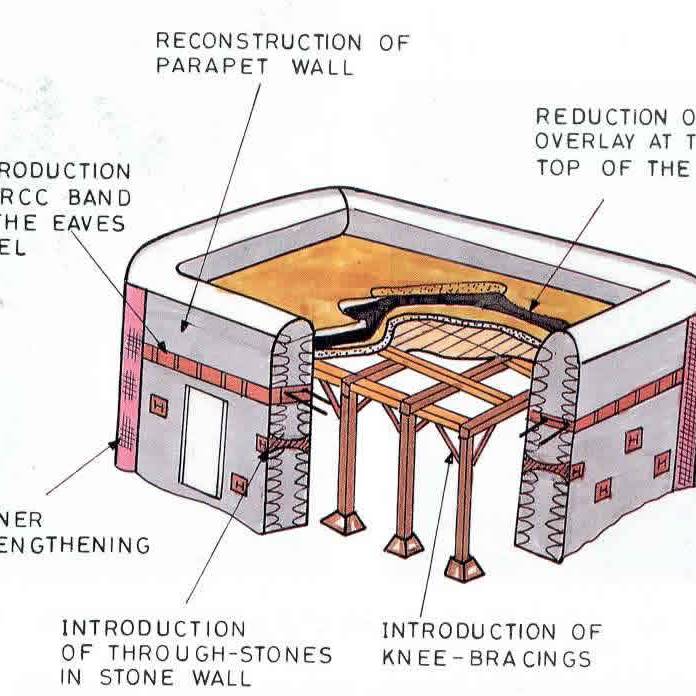 RECONSTRUCTION OF
PARAPET WALL
REDUCTION O
OVERLAY AT T
TOP OF THE
RODUCTION
RCC BAND
THE EAVES
EL
NER
ENGTHENING
INTRODUCTION
OF THROUGH-STONES
IN STONE WALL
INTRODUCTION OF
KNEE-BRACINGS